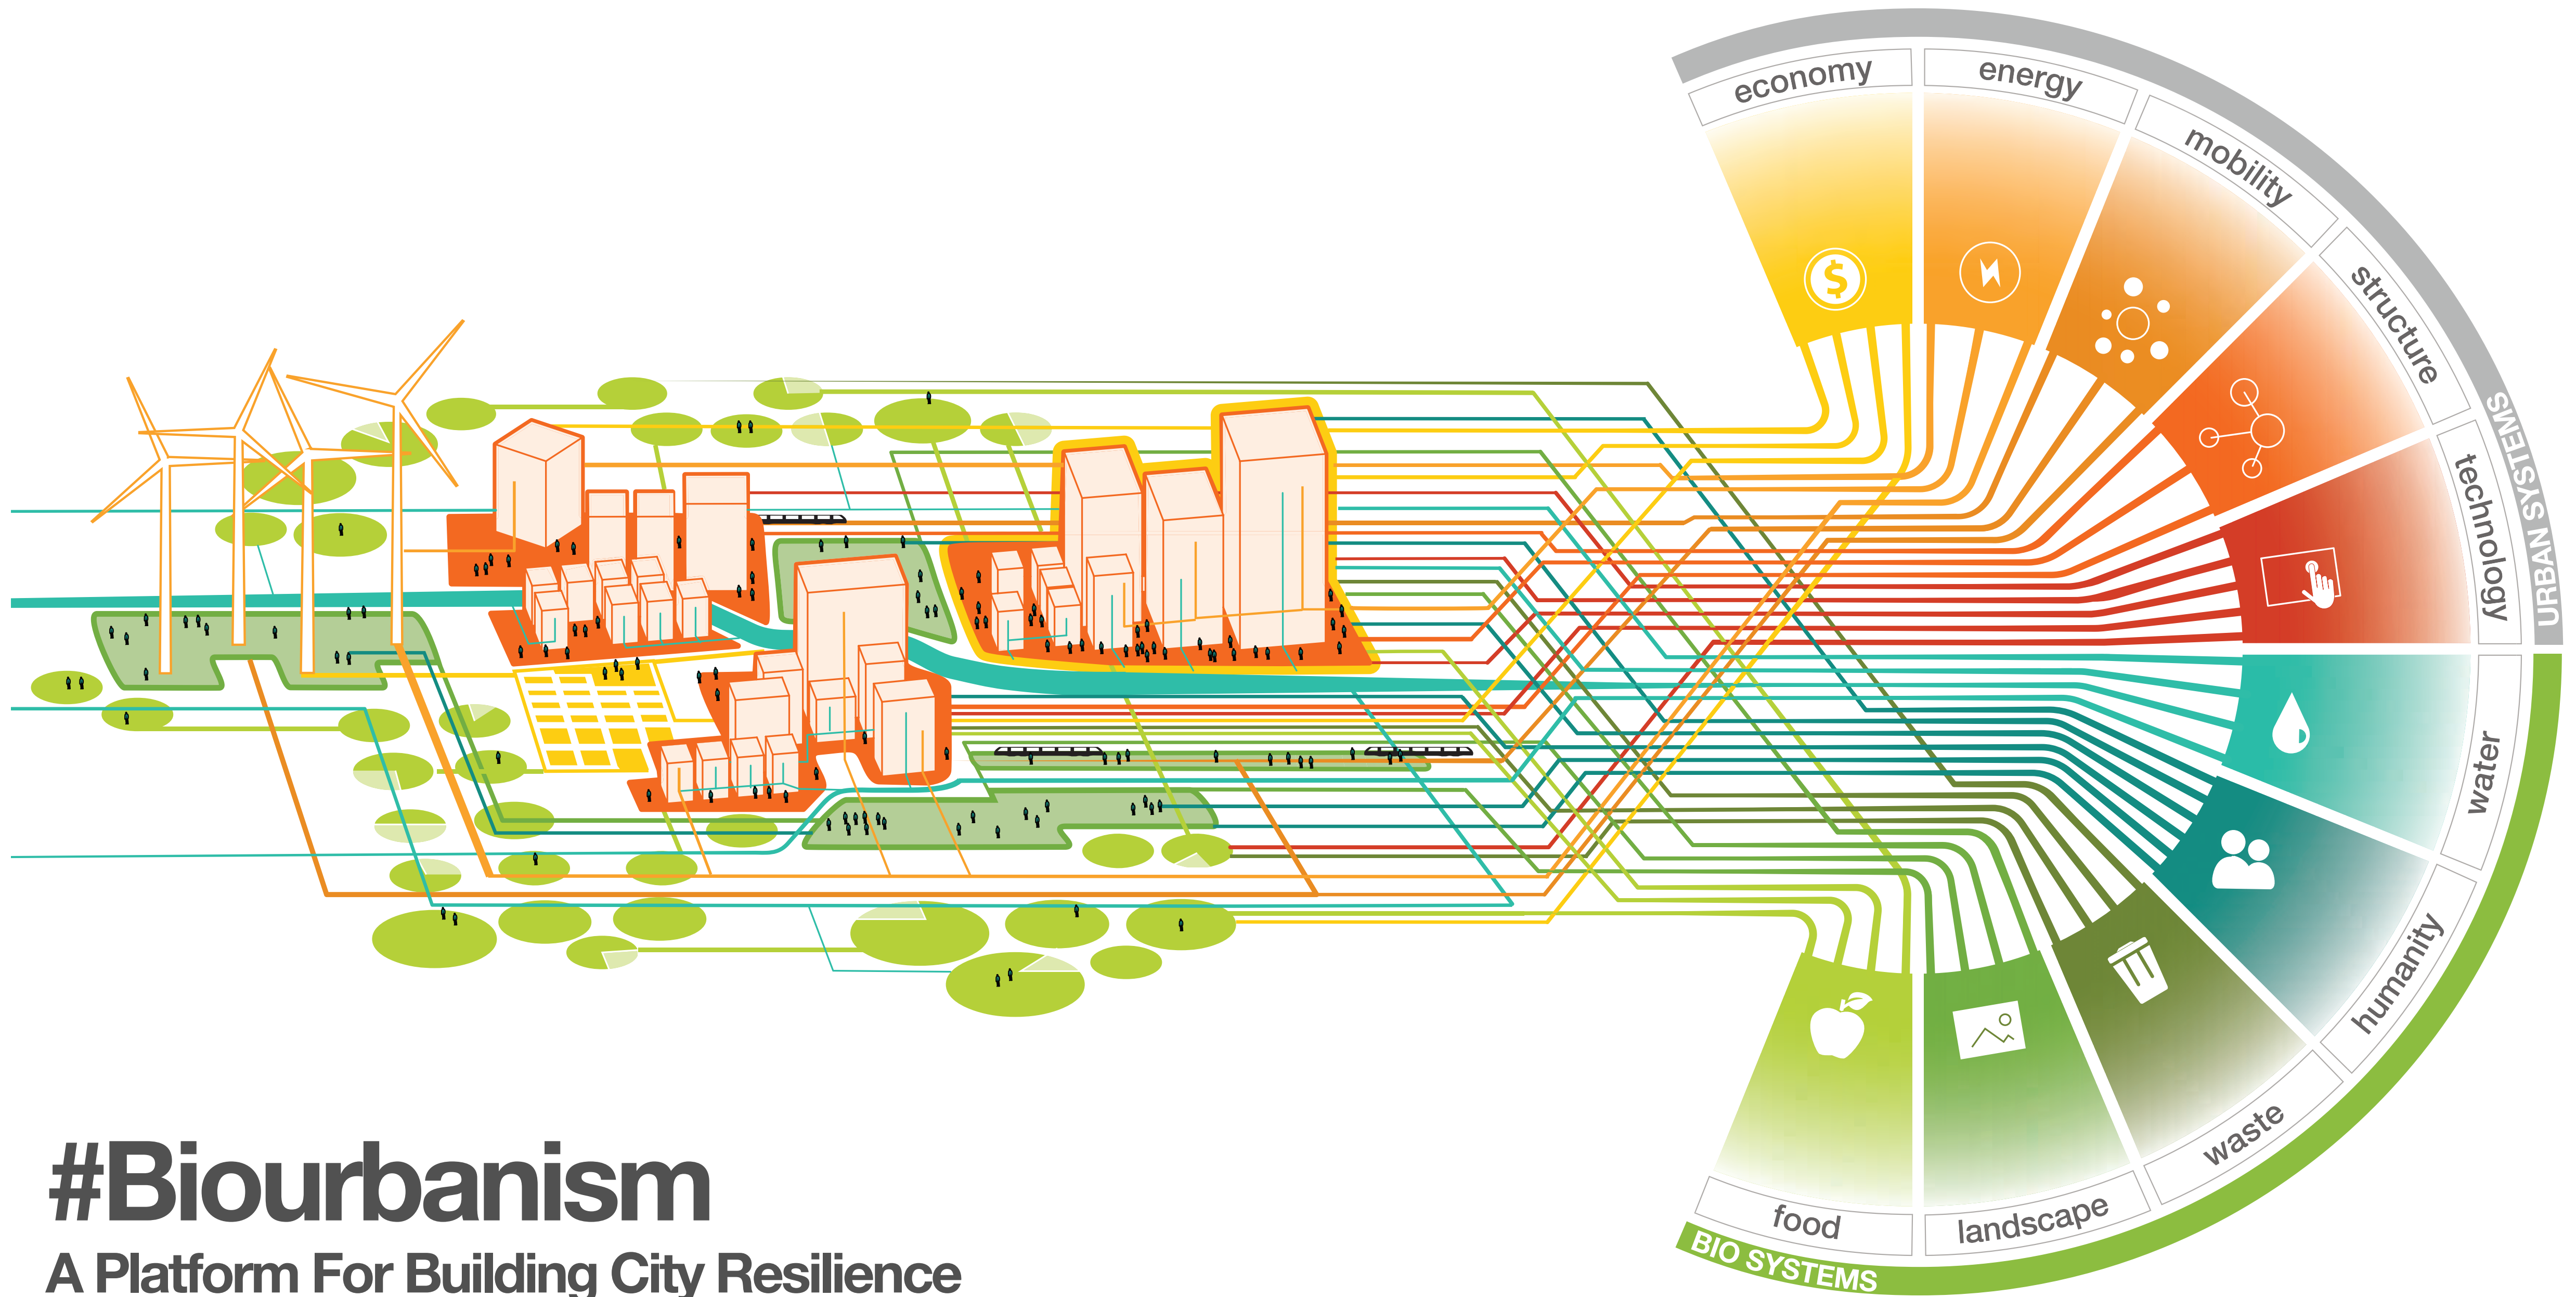 economy
energy
mobility
structure
technology
URBAN SYSTEMS
$
water
humanity
waste
landscape
food
BIO SYSTEMS
#Biourbanism
A Platform For Building City Resilience